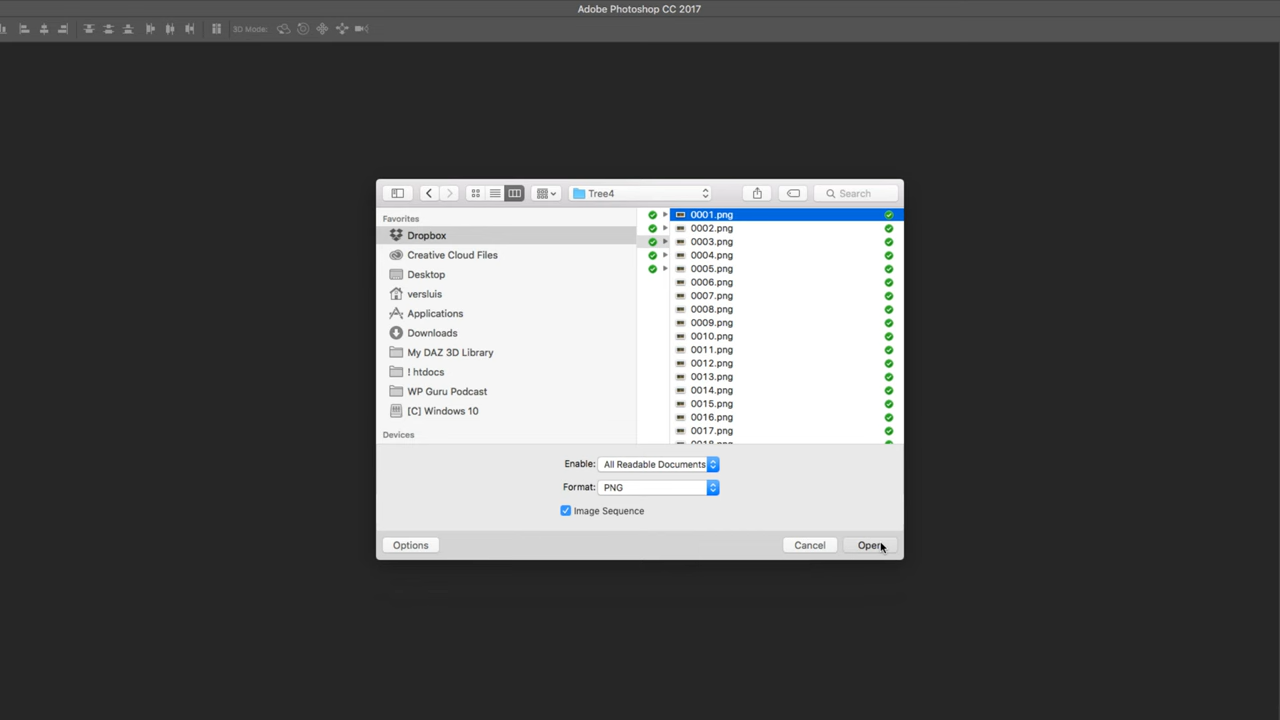 Adobe Photoshop CC 2017
3D Mode:
Tree4
Search
Favorites
Dropbox
Creative Cloud Files
Desktop
versluis
Applications
Downloads
My DAZ 3D Library
! htdocs
WP Guru Podcast
[C] Windows 10
Devices
0001.png
0002.png
0003.png
0004.png
0005.png
0006.png
0007.png
0008.png
0009.png
0010.png
0011.png
0012.png
0013.png
0014.png
0015.png
0016.png
0017.png
0018.png
Enable: All Readable Documents
Format: PNG
Image Sequence
Options
Cancel
Open